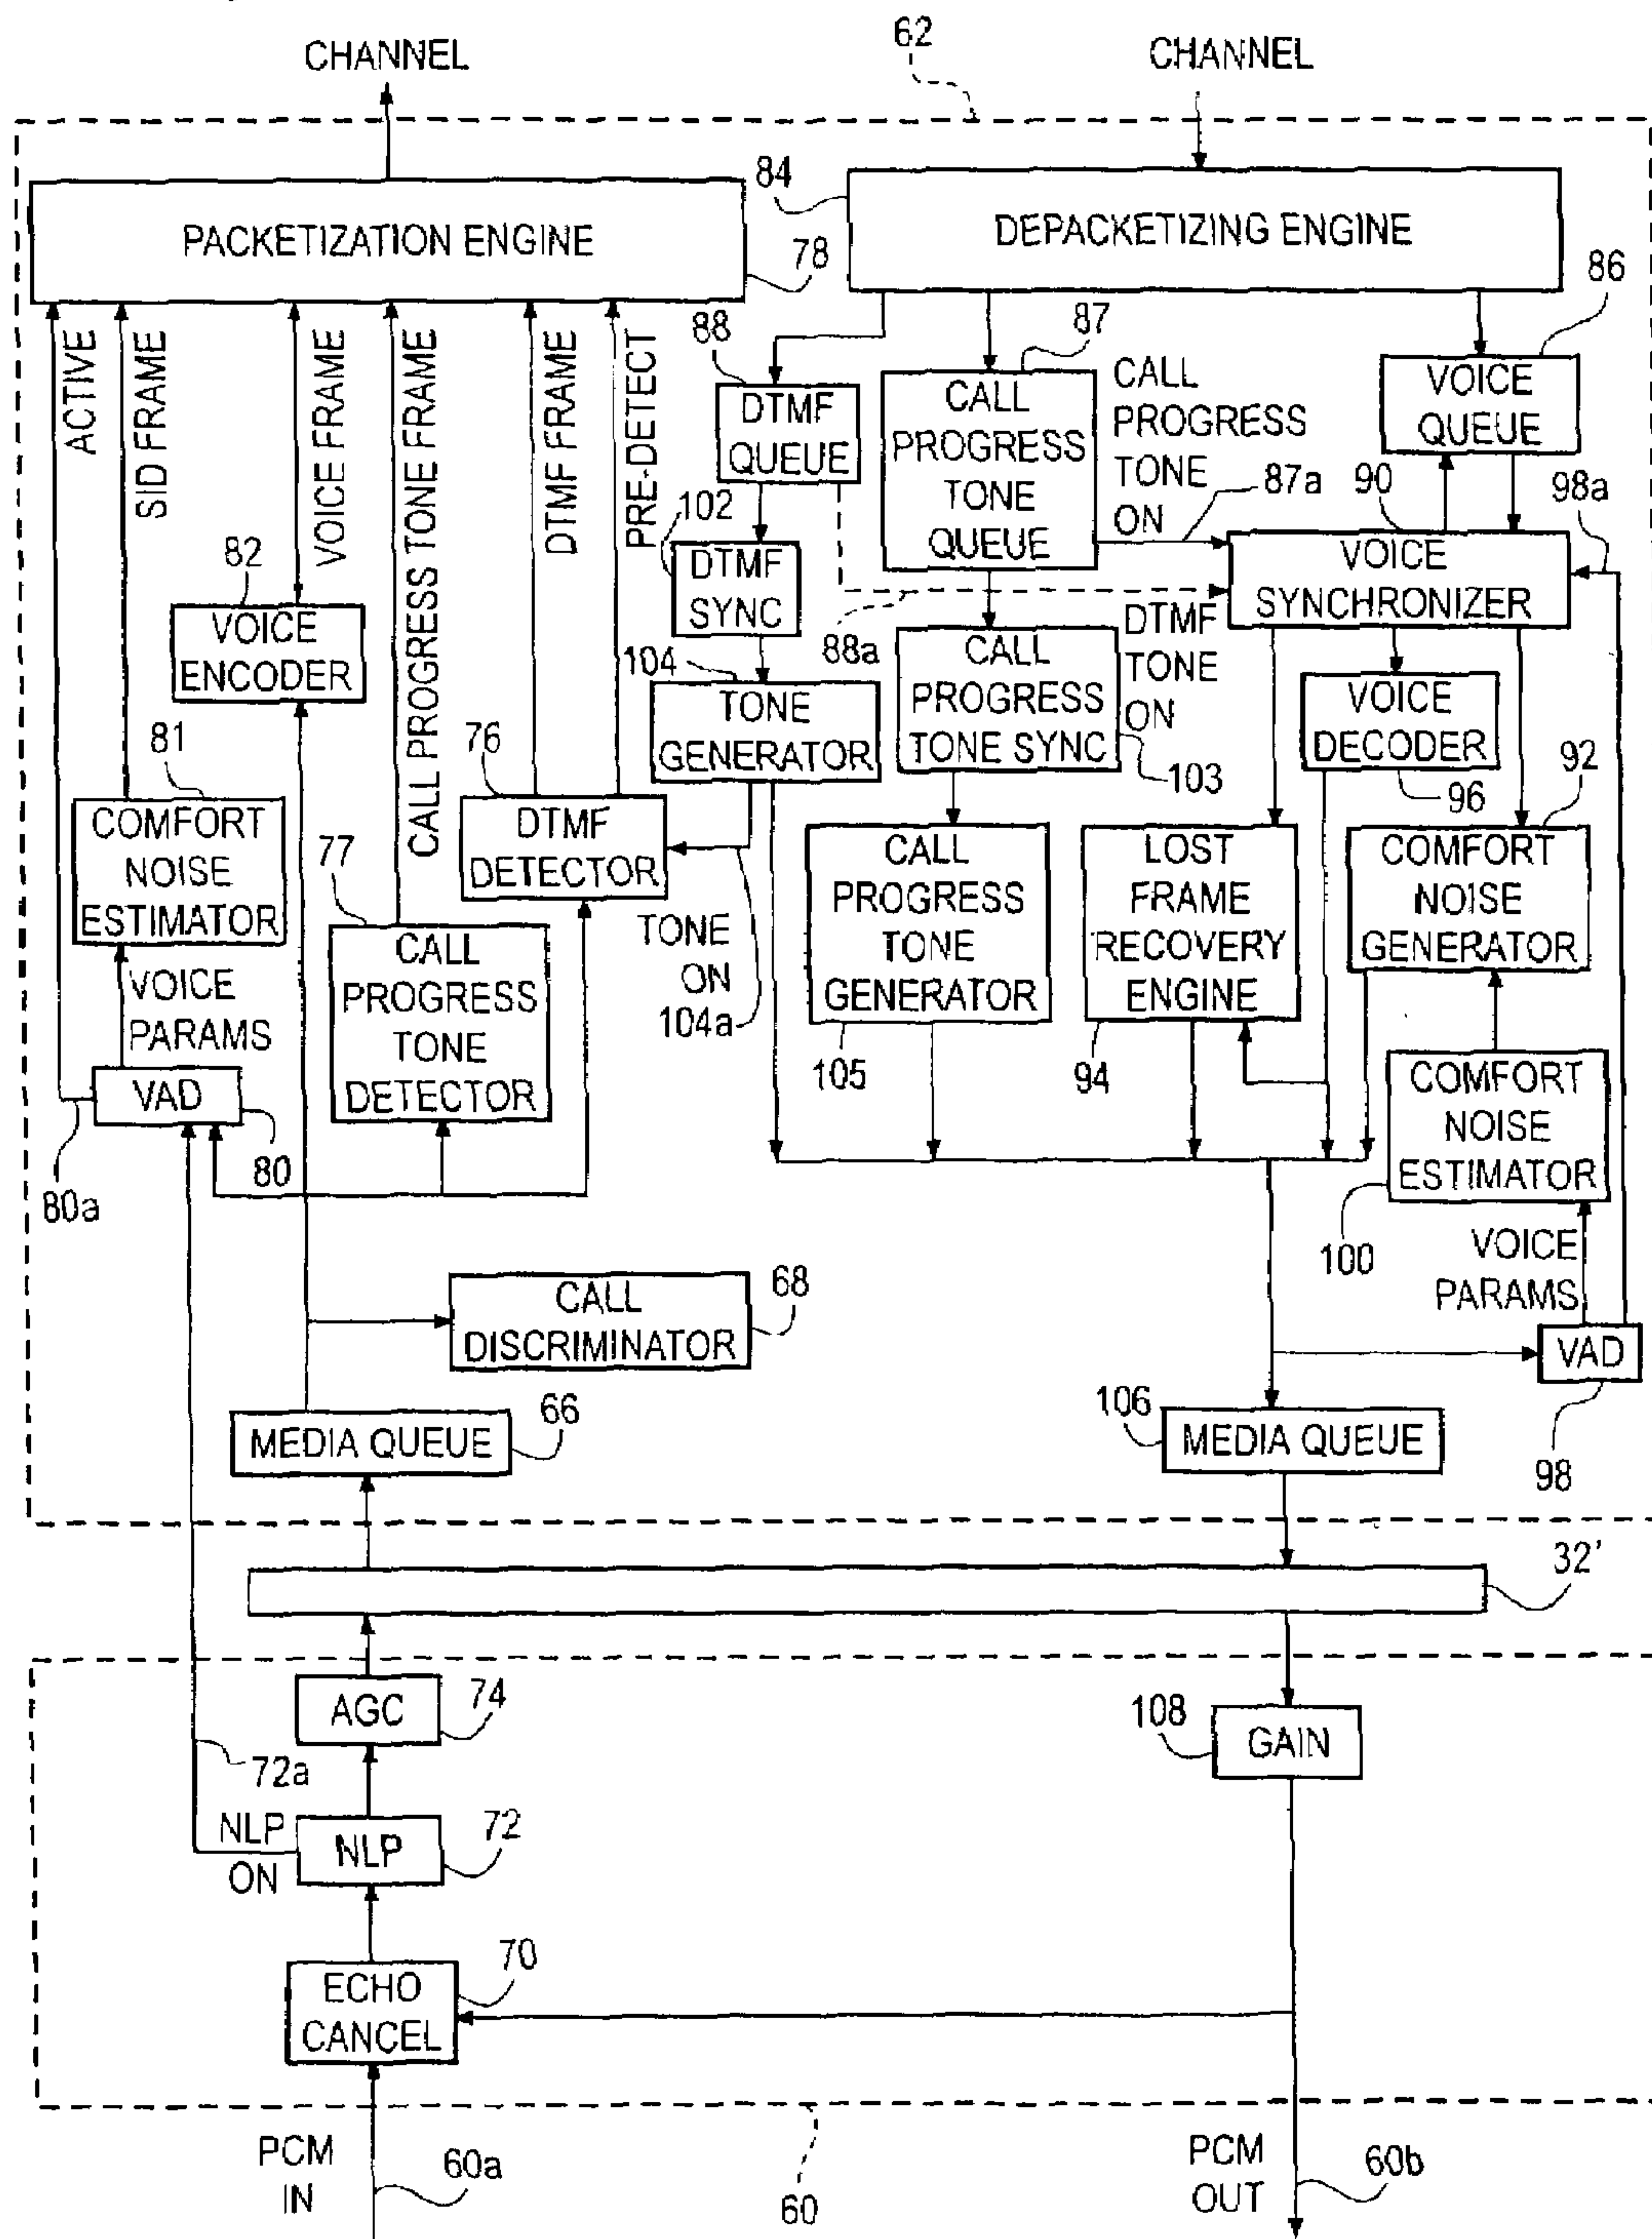 CHANNEL
CHANNEL
62
84
PACKETIZATION ENGINE
78
DEPACKETIZING ENGINE
86
ACTIVE
SID FRAME
VOICE FRAME
CALL PROGRESS TONE FRAME
DTMF FRAME
PRE-DETECT
88
DTMF
QUEUE
87
CALL
PROGRESS
TONE
QUEUE
CALL
PROGRESS
TONE
ON
87a
VOICE
QUEUE
90
98a
102
DTMF
SYNC
VOICE
SYNCHRONIZER
82
VOICE
ENCODER
88a
DTMF
TONE
ON
104
TONE
GENERATOR
CALL
PROGRESS
TONE SYNC
103
VOICE
DECODER
96
92
81
COMFORT
NOISE
ESTIMATOR
76
DTMF
DETECTOR
77
CALL
PROGRESS
TONE
DETECTOR
TONE
ON
104a
CALL
PROGRESS
TONE
GENERATOR
105
LOST
FRAME
RECOVERY
ENGINE
94
COMFORT
NOISE
GENERATOR
VOICE
PARAMS
VAD
80
80a
COMFORT
NOISE
ESTIMATOR
100
VOICE
PARAMS
CALL
DISCRIMINATOR
68
VAD
98
MEDIA QUEUE
66
106
MEDIA QUEUE
32'
AGC
74
108
GAIN
72a
NLP
ON
NLP
72
ECHO
CANCEL
70
PCM
IN
60a
60
PCM
OUT
60b